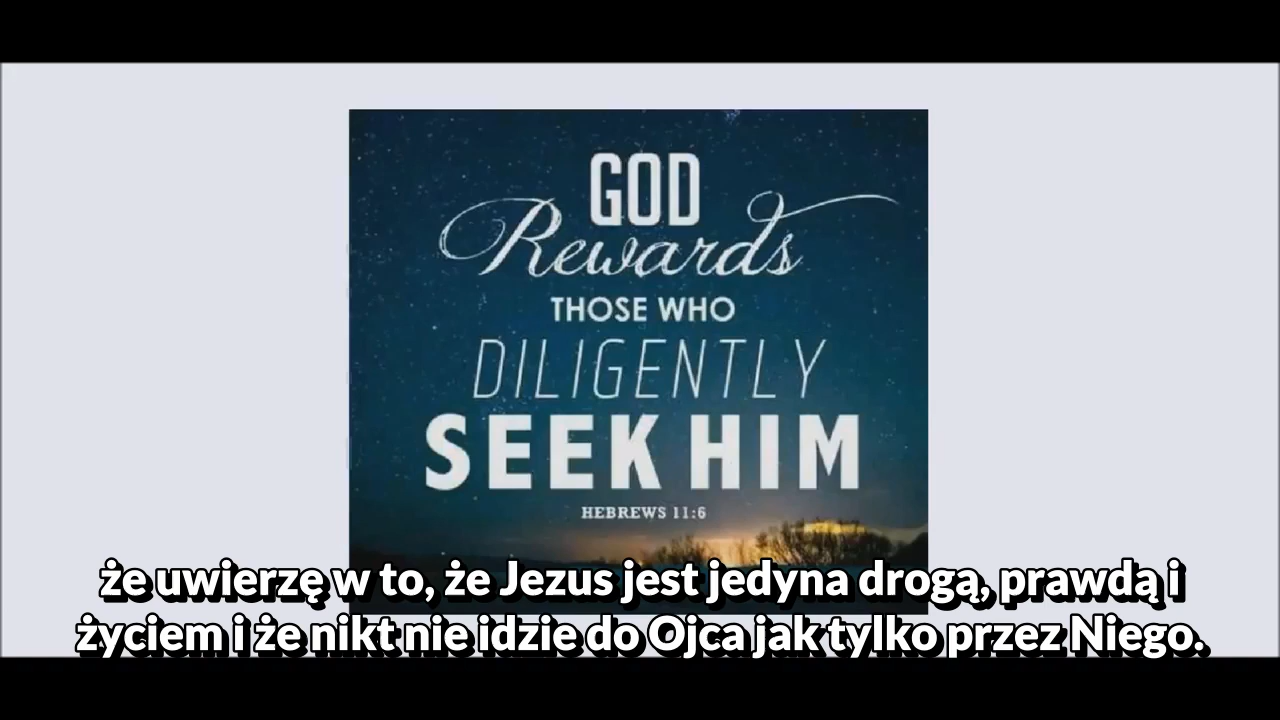 GOD
Rewards
THOSE WHO
DILIGENTLY
SEEK HIM
HEBREWS 11:6
że uwierzę w to, że Jezus jest jedyna drogą, prawdą i
życiem i że nikt nie idzie do Ojca jak tylko przez Niego.